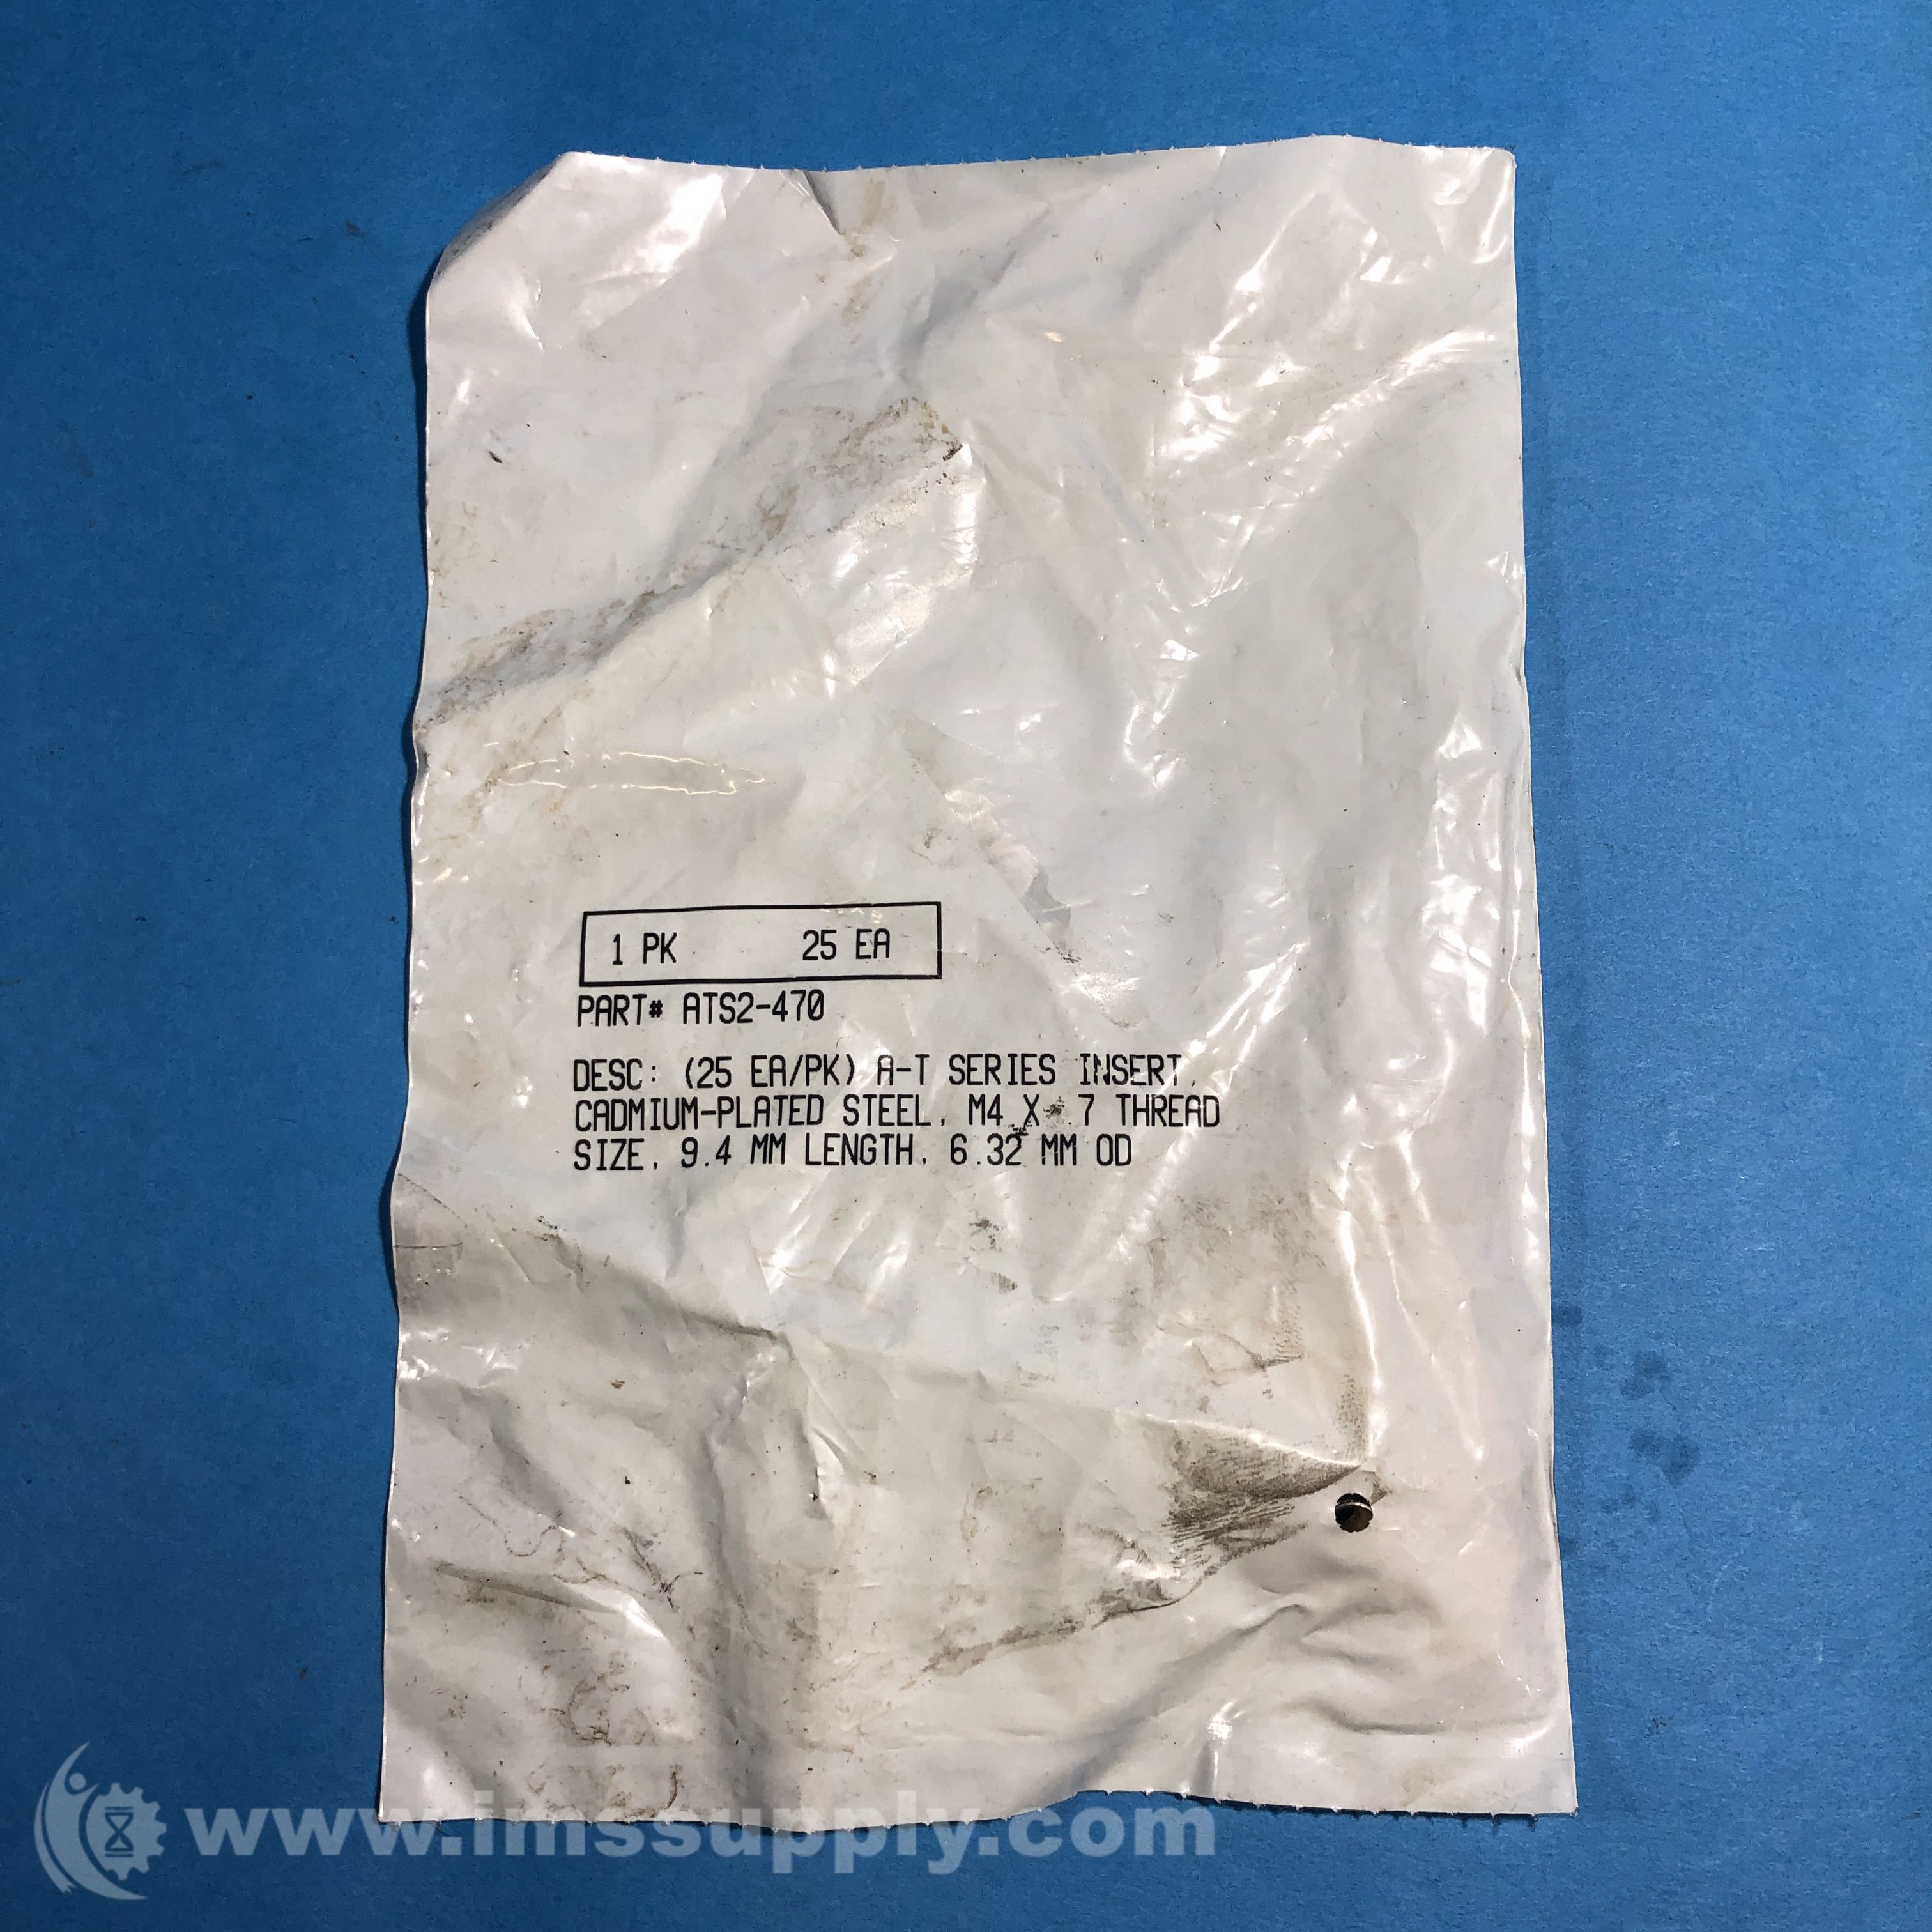 1 PK 25 EA
PART# ATS2-470
DESC: (25 EA/PK) A-T SERIES INSERT,
CADMIUM-PLATED STEEL, M4 X .7 THREAD
SIZE, 9.4 MM LENGTH, 6.32 MM OD
www.imssupply.com